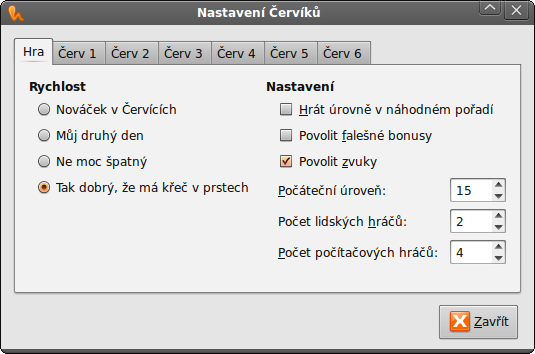 Nastavení Červíků
Hra
Červ 1
Červ 2
Červ 3
Červ 4
Červ 5
Červ 6
Rychlost
Nováček v Červících
Můj druhý den
Ne moc špatný
Tak dobrý, že má křeč v prstech
Nastavení
Hrát úrovně v náhodném pořadí
Povolit falešné bonusy
Povolit zvuky
Počáteční úroveň: 15
Počet lidských hráčů: 2
Počet počítačových hráčů: 4
Zavřít